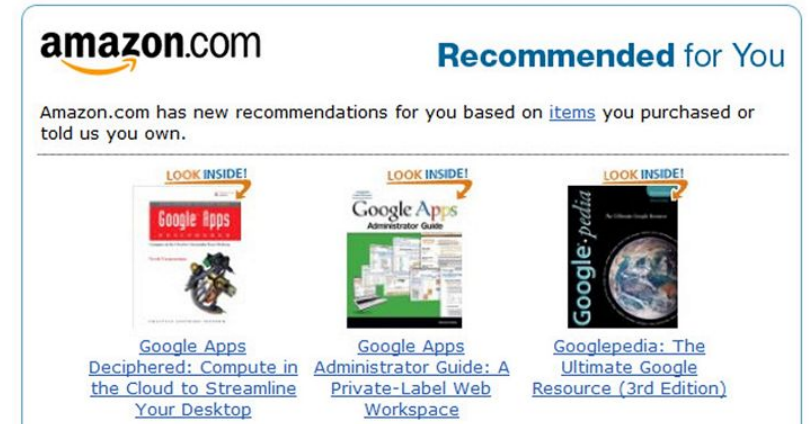 amazon.com
Recommended for You
Amazon.com has new recommendations for you based on items you purchased or
told us you own.
LOOK INSIDE!
LOOK INSIDE!
LOOK INSIDE!
Google Apps
Google Apps
Administrator Guide
Google·pedia
The Ultimate Google Resource
Google Apps
Deciphered: Compute in
the Cloud to Streamline
Your Desktop
Google Apps
Administrator Guide: A
Private-Label Web
Workspace
Googlepedia: The
Ultimate Google
Resource (3rd Edition)